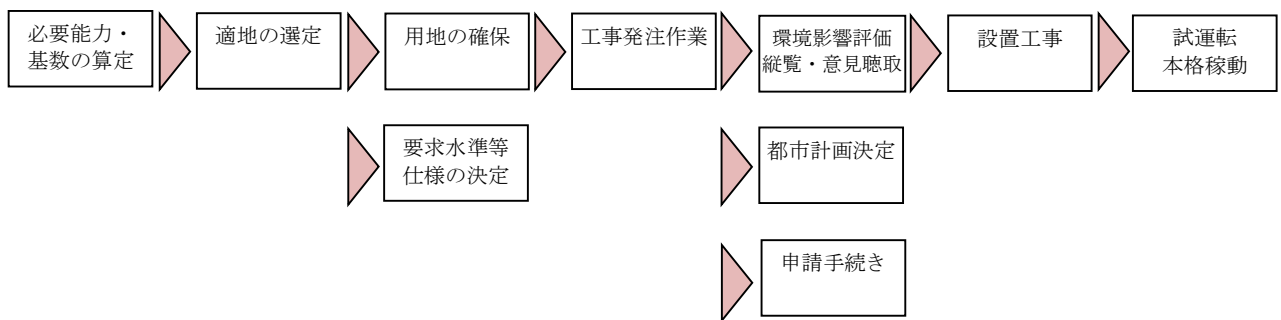 必要能力・
基数の算定
適地の選定
用地の確保
工事発注作業
環境影響評価
縦覧・意見聴取
設置工事
試運転
本格稼動
要求水準等
仕様の決定
都市計画決定
申請手続き